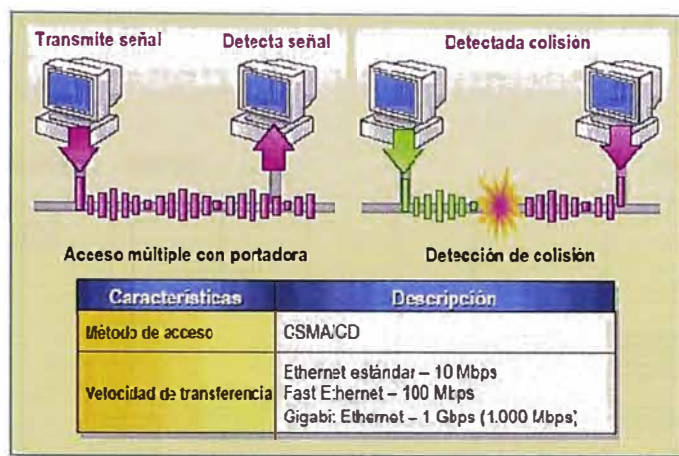 Transmite señal
Detecta señal
Detectada colisión
Acceso múltiple con portadora
Detección de colisión
Características
Descripción
Método de acceso
CSMA/CD
Velocidad de transferencia
Ethernet estándar – 10 Mbps
Fast Ethernet – 100 Mbps
Gigabit Ethernet – 1 Gbps (1.000 Mbps)